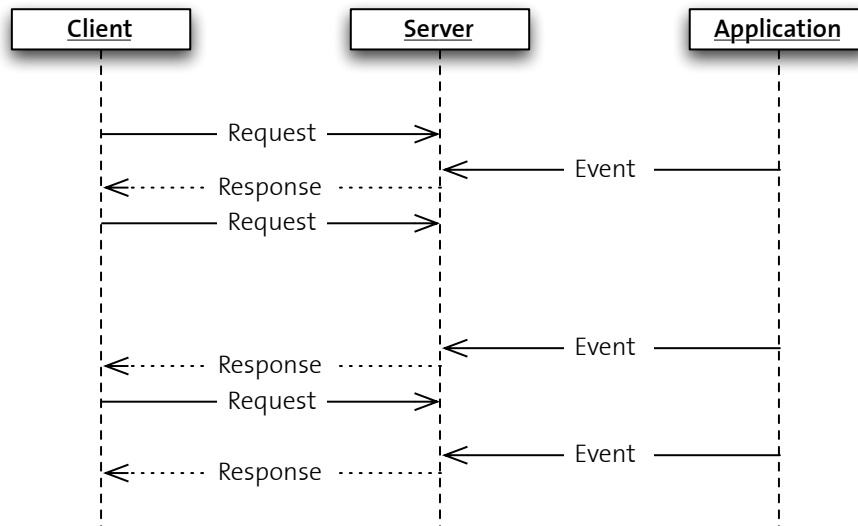 Client
Server
Application
Request
Event
Response
Request
Event
Response
Request
Event
Response